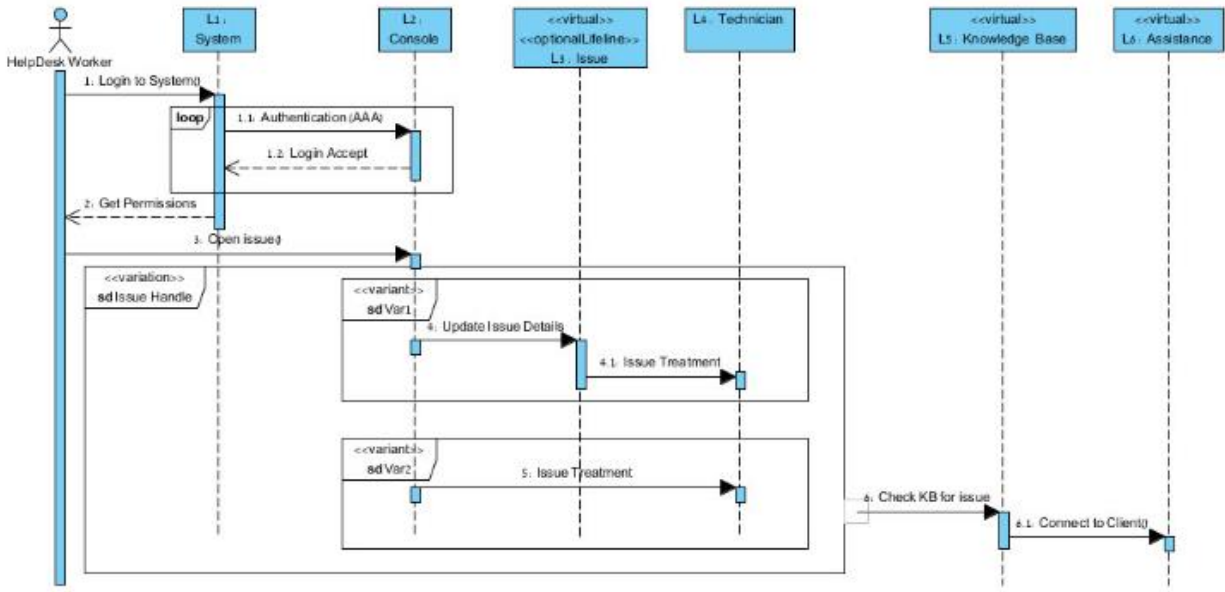 HelpDesk Worker
L1 :
System
L2 :
Console
<<virtual>>
<<optionalLifeline>>
L3 : Issue
L4 : Technician
<<virtual>>
L5 : Knowledge Base
<<virtual>>
L6 : Assistance
1: Login to System()
loop
1.1: Authentication (AAA)
1.2: Login Accept
2: Get Permissions
3: Open issue()
<<variation>>
sd Issue Handle
<<variant>>
sd Var1
4: Update Issue Details
4.1: Issue Treatment
<<variant>>
sd Var2
5: Issue Treatment
6: Check KB for issue
6.1: Connect to Client()